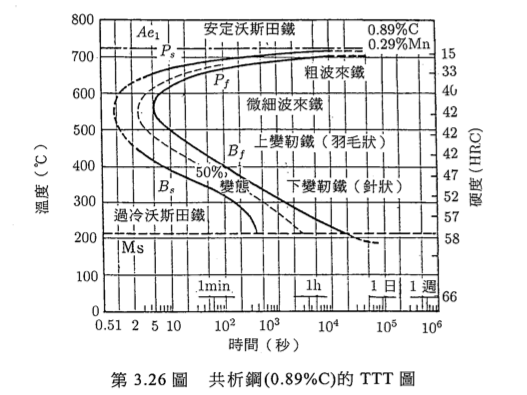 800
700
600
500
400
300
200
100
0
溫度 (℃)
Ae₁
安定沃斯田鐵
0.89%C
0.29%Mn
Pₛ
P_f
粗波來鐵
微細波來鐵
上變韌鐵（羽毛狀）
B_f
50%
變態
Bₛ
下變韌鐵（針狀）
過冷沃斯田鐵
Ms
1min
1h
1 日
1 週
15
33
40
42
42
42
47
52
57
58
66
硬度 (HRC)
0.51 2 5 10 10² 10³ 10⁴ 10⁵ 10⁶
時間（秒）
第 3.26 圖 共析鋼(0.89%C)的 TTT 圖